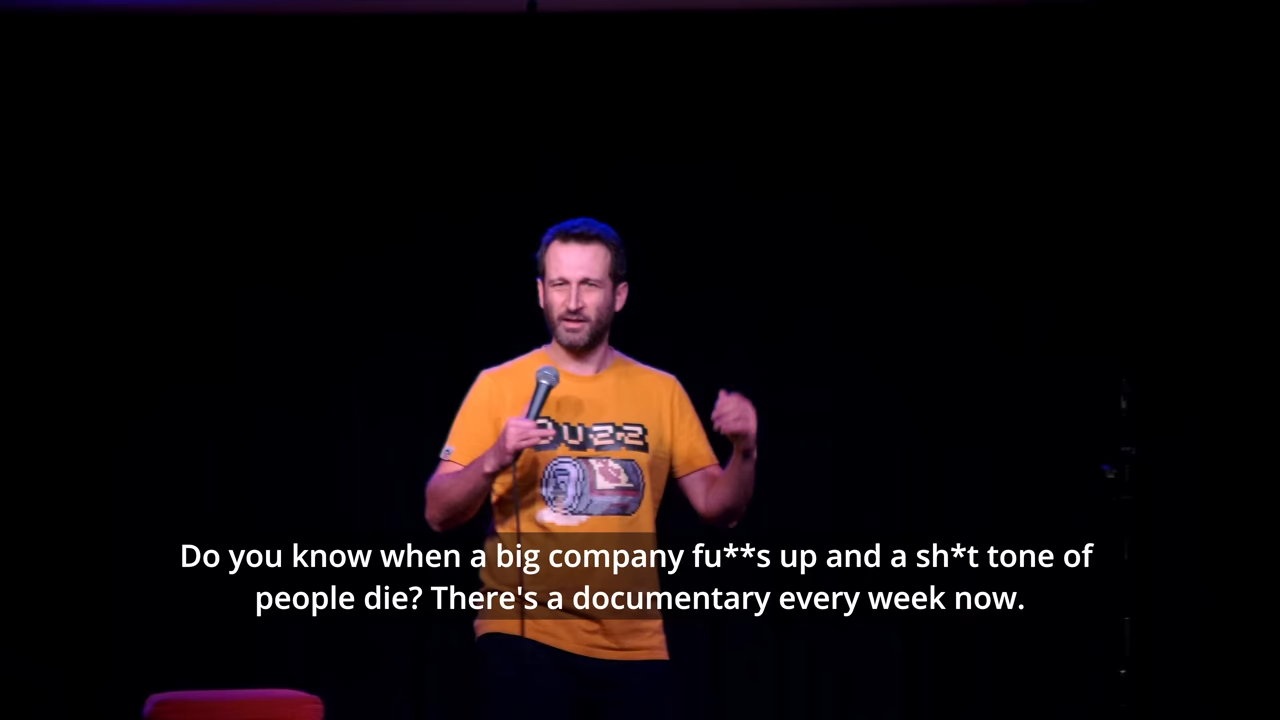 Buzz
Do you know when a big company fu**s up and a sh*t tone of
people die? There's a documentary every week now.